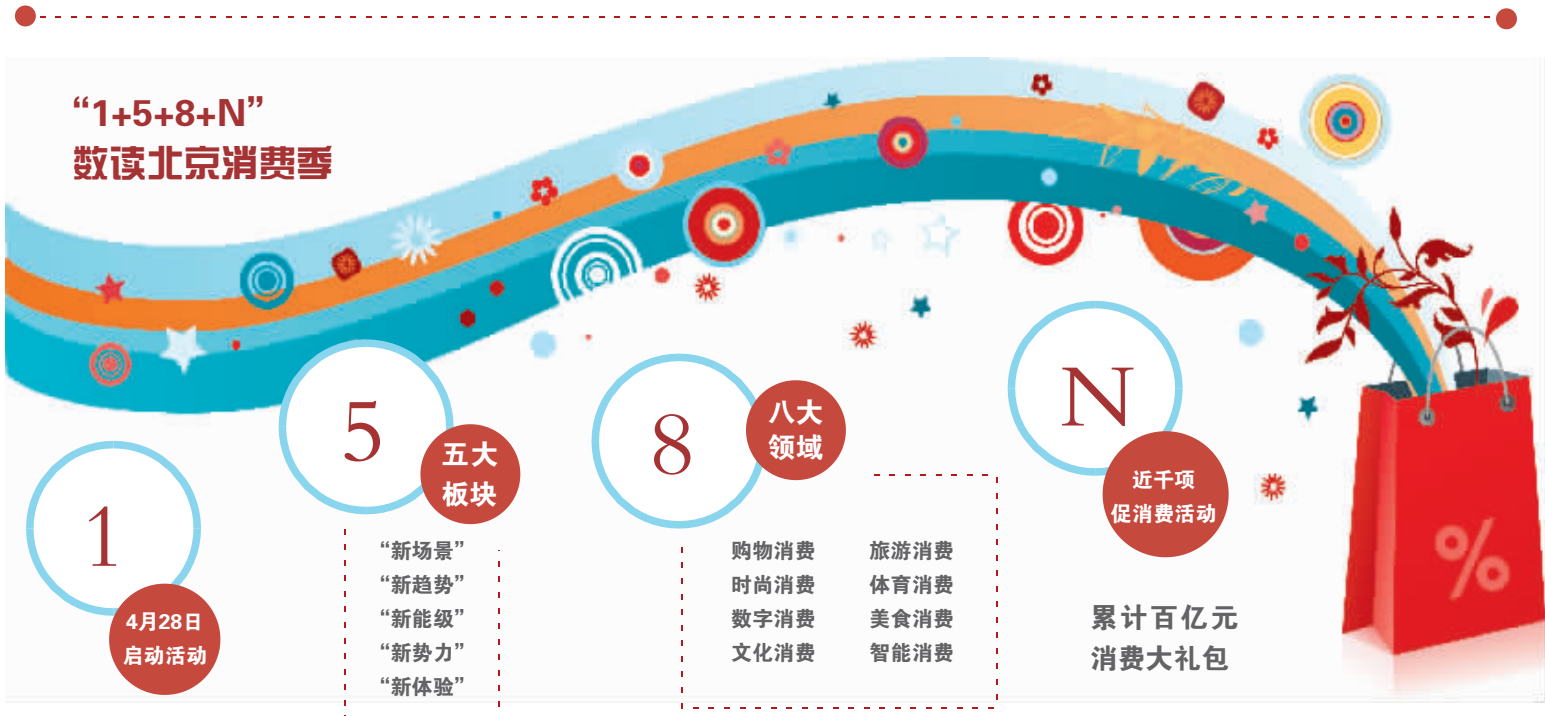 “1+5+8+N”
数读北京消费季
1
4月28日
启动活动
5
五大
板块
“新场景”
“新趋势”
“新能级”
“新势力”
“新体验”
8
八大
领域
购物消费 旅游消费
时尚消费 体育消费
数字消费 美食消费
文化消费 智能消费
N
近千项
促消费活动
累计百亿元
消费大礼包
%